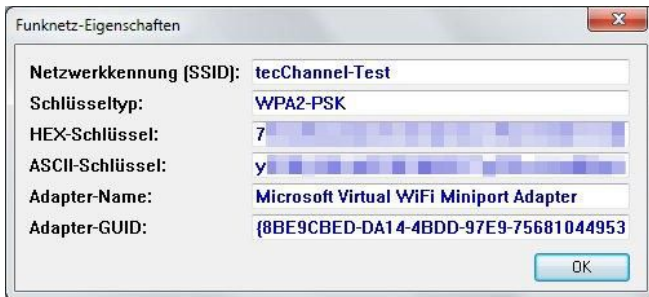 Funknetz-Eigenschaften
Netzwerkkennung (SSID): tecChannel-Test
Schlüsseltyp: WPA2-PSK
HEX-Schlüssel: 7
ASCII-Schlüssel: y
Adapter-Name: Microsoft Virtual WiFi Miniport Adapter
Adapter-GUID: {8BE9CBED-DA14-4BDD-97E9-75681044953
OK